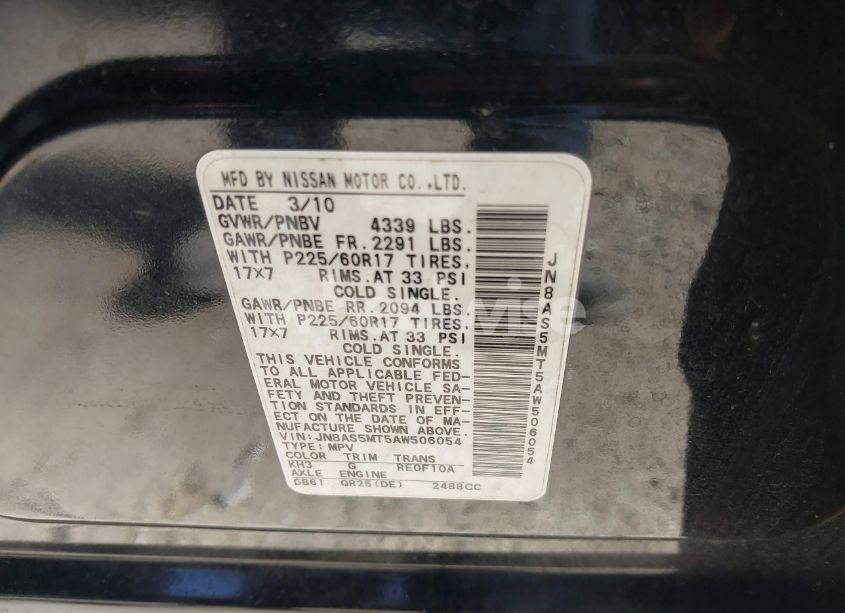 MFD BY NISSAN MOTOR CO.,LTD.
DATE 3/10
GVWR/PNBV 4339 LBS.
GAWR/PNBE FR.2291 LBS.
WITH P225/60R17 TIRES,
17X7 RIMS.AT 33 PSI
COLD SINGLE.
GAWR/PNBE RR.2094 LBS.
WITH P225/60R17 TIRES,
17X7 RIMS.AT 33 PSI
COLD SINGLE.
THIS VEHICLE CONFORMS
TO ALL APPLICABLE FED-
ERAL MOTOR VEHICLE SA-
FETY AND THEFT PREVEN-
TION STANDARDS IN EFF-
ECT ON THE DATE OF MA-
NUFACTURE SHOWN ABOVE.
VIN:JN8AS5MT5AW506054
TYPE:MPV
COLOR TRIM TRANS
KH3 G RE0F10A
AXLE ENGINE
GB61 QR25(DE) 2488CC
JN8AS5MT5AW506054